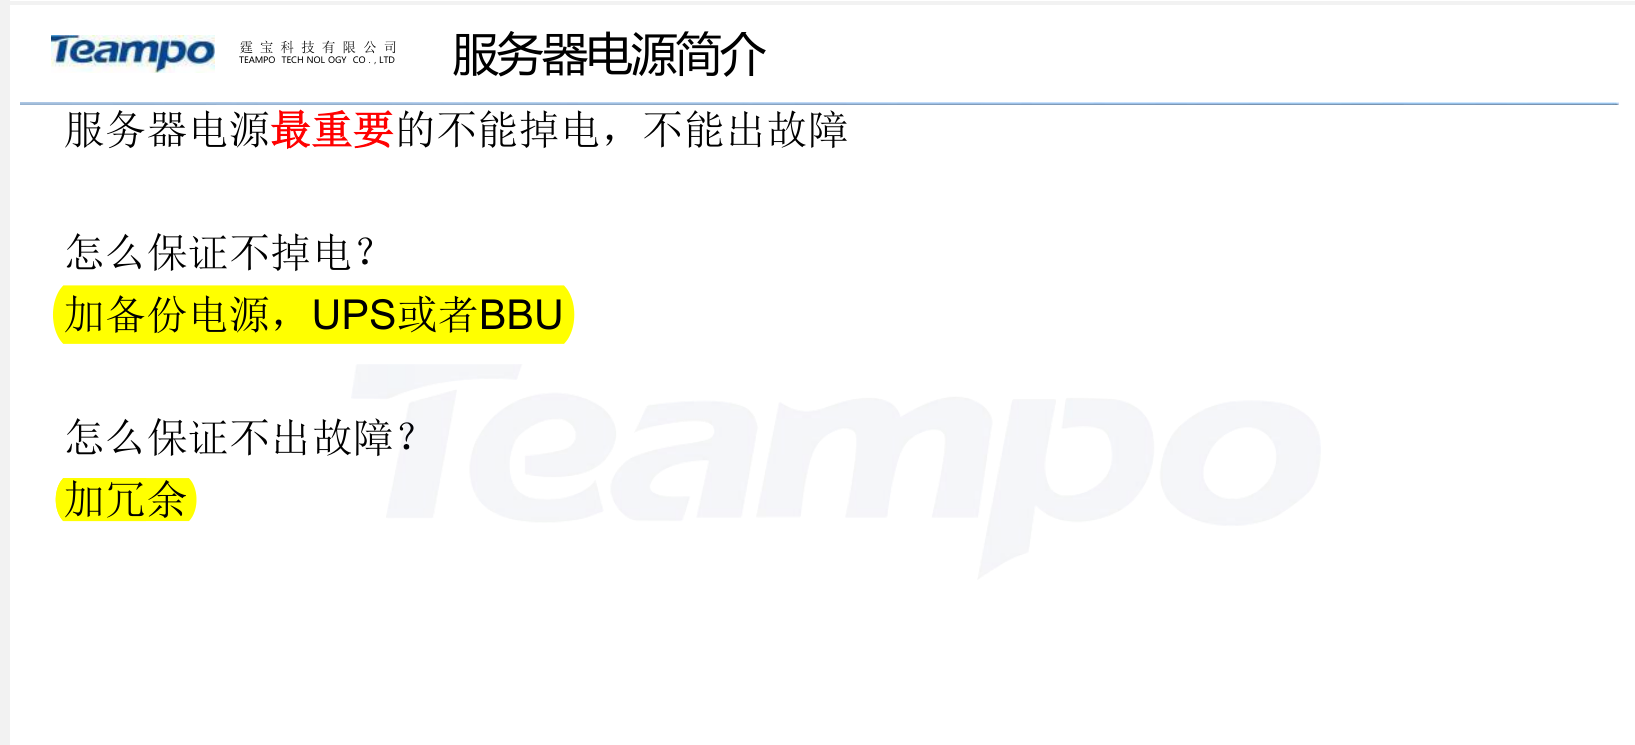 Teampo
霆宝科技有限公司
TEAMPO TECHNOLOGY CO.,LTD
服务器电源简介
服务器电源最重要的不能掉电，不能出故障
怎么保证不掉电？
加备份电源，UPS或者BBU
怎么保证不出故障？
加冗余
Teampo